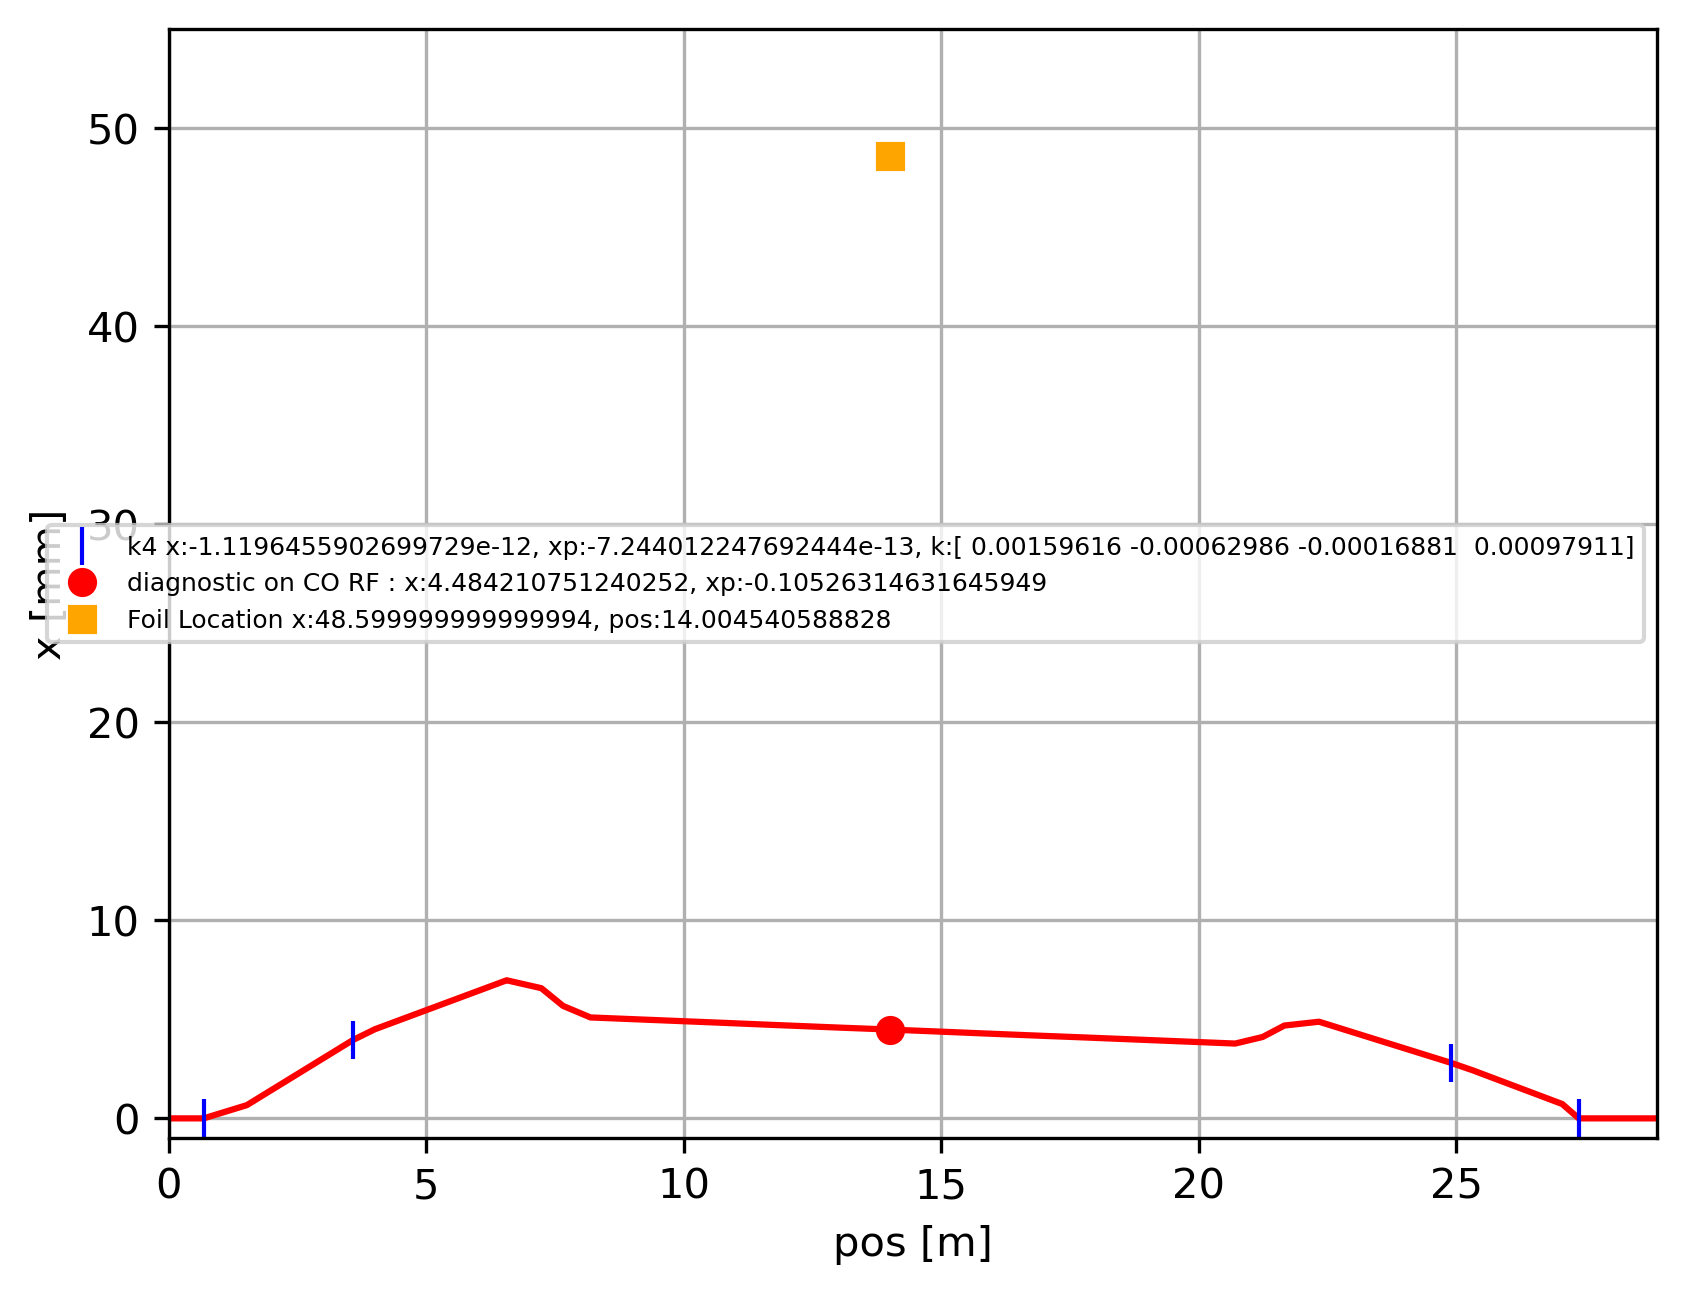 50
40
30
20
10
0
x [mm]
k4 x:-1.1196455902699729e-12, xp:-7.244012247692444e-13, k:[ 0.00159616 -0.00062986 -0.00016881  0.00097911]
diagnostic on CO RF : x:4.484210751240252, xp:-0.10526314631645949
Foil Location x:48.599999999999994, pos:14.004540588828
0 5 10 15 20 25
pos [m]